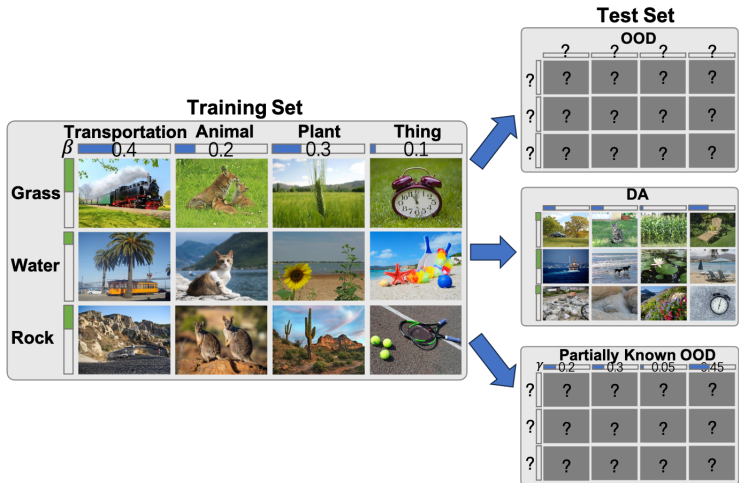 Test Set
OOD
? ? ? ?
? ? ? ? ?
? ? ? ? ?
? ? ? ? ?
Training Set
Transportation Animal Plant Thing
β 0.4 0.2 0.3 0.1
Grass
Water
Rock
DA
Partially Known OOD
γ 0.2 0.3 0.05 0.45
? ? ? ? ?
? ? ? ? ?
? ? ? ? ?